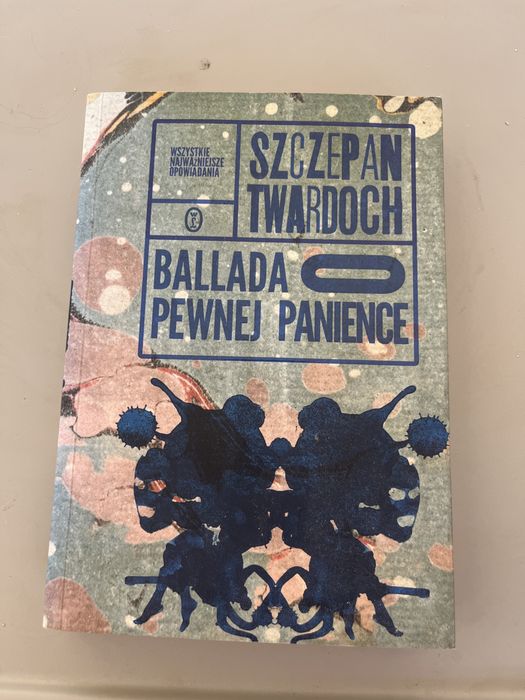 WSZYSTKIE
NAJWAŻNIEJSZE
OPOWIADANIA
SZCZEPAN
TWARDOCH
BALLADA O
PEWNEJ PANIENCE